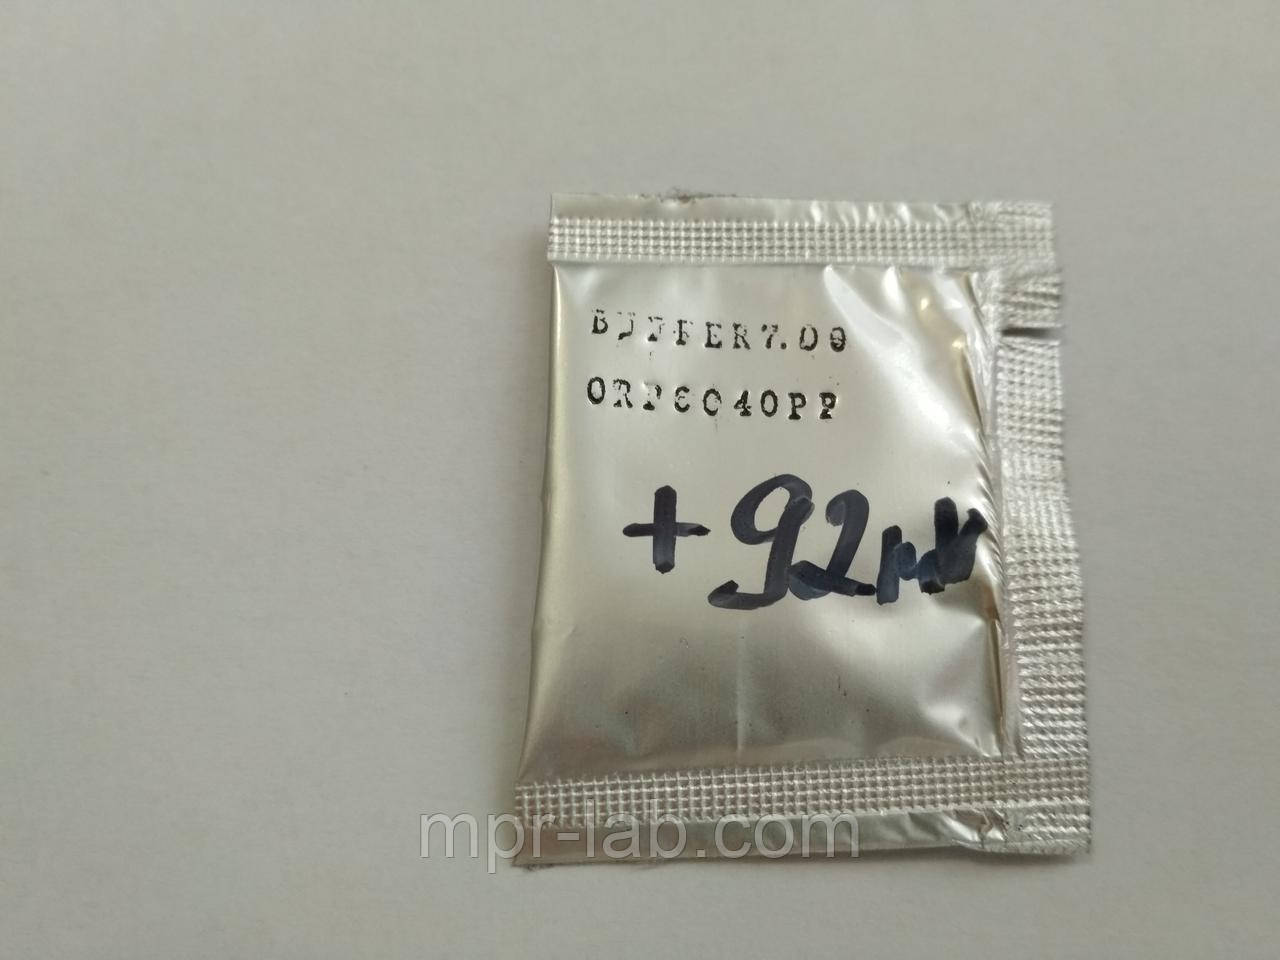 BUFFER7.00
ORP6040PP
+92mV
mpr-lab.com